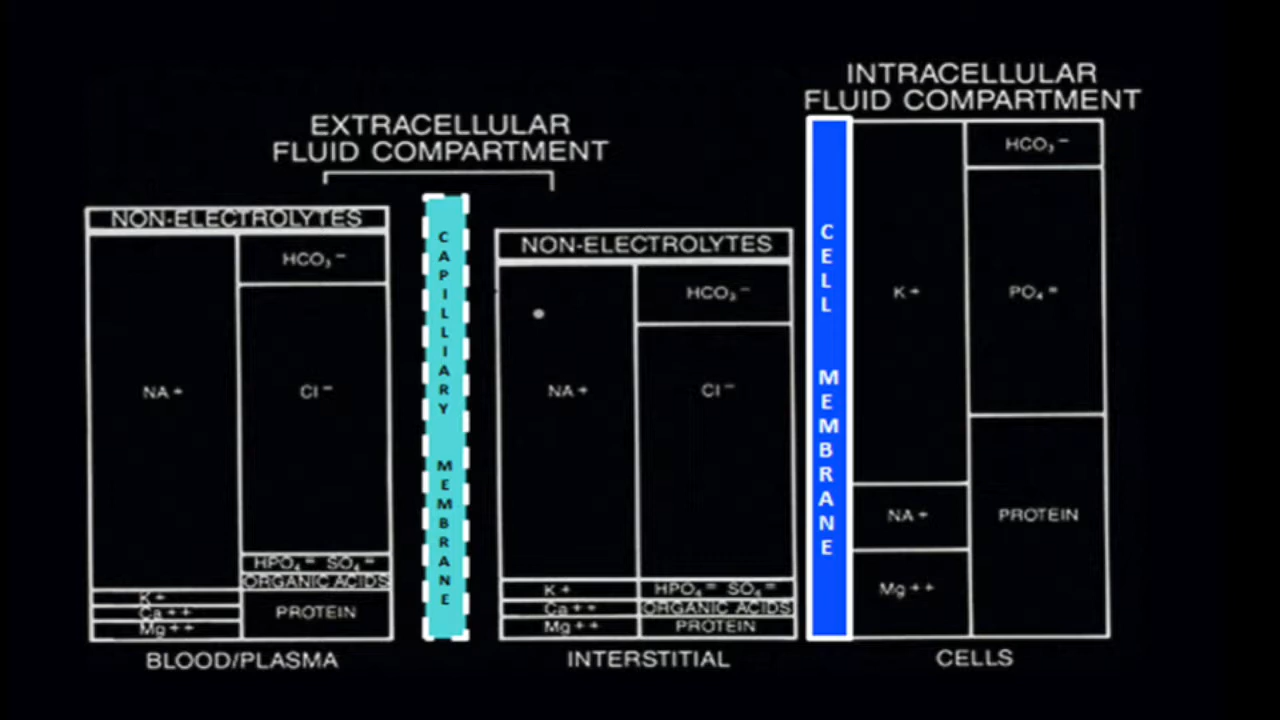 INTRACELLULAR
FLUID COMPARTMENT
EXTRACELLULAR
FLUID COMPARTMENT
NON-ELECTROLYTES
HCO₃⁻
NA+
Cl⁻
HPO₄⁼ SO₄⁼
ORGANIC ACIDS
K+
Ca++
Mg++
PROTEIN
BLOOD/PLASMA
CAPILLIARY MEMBRANE
NON-ELECTROLYTES
HCO₃⁻
NA+
Cl⁻
K+
HPO₄⁼ SO₄⁼
Ca++
ORGANIC ACIDS
Mg++
PROTEIN
INTERSTITIAL
CELL MEMBRANE
HCO₃⁻
K+
PO₄⁼
NA+
PROTEIN
Mg++
CELLS